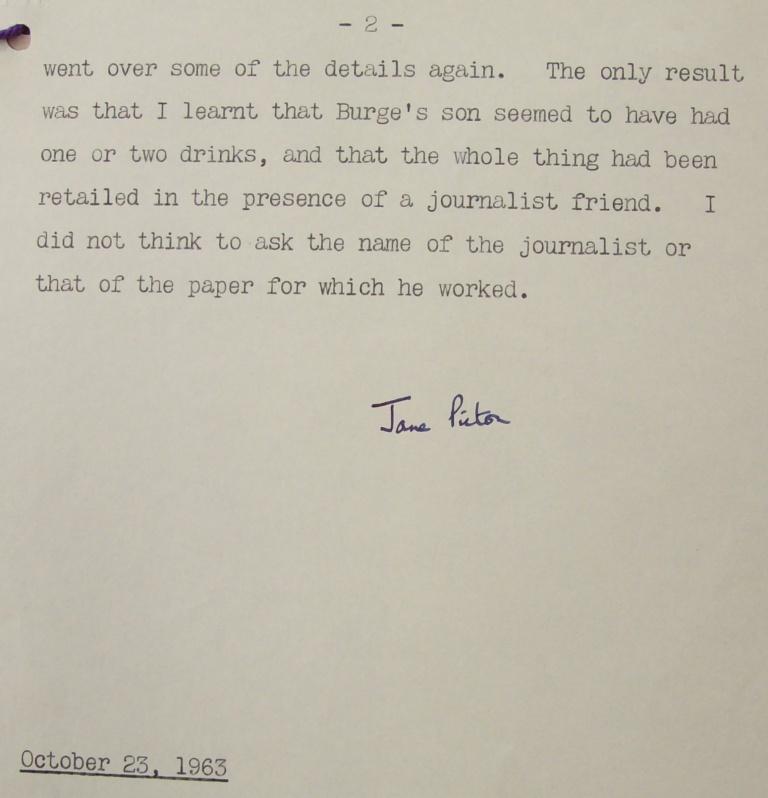 - 2 -
went over some of the details again. The only result
was that I learnt that Burge's son seemed to have had
one or two drinks, and that the whole thing had been
retailed in the presence of a journalist friend. I
did not think to ask the name of the journalist or
that of the paper for which he worked.
Jane Picton
October 23, 1963